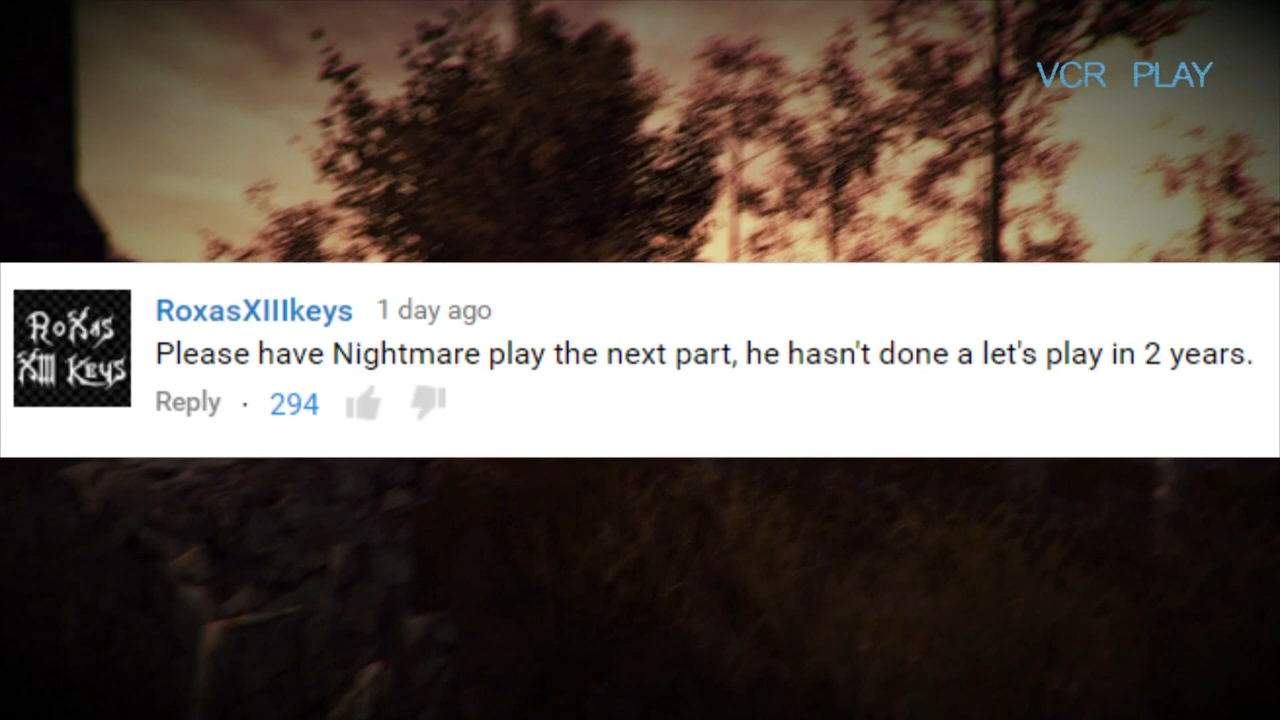 VCR PLAY
RoXas
XIII Keys
RoxasXIIIkeys 1 day ago
Please have Nightmare play the next part, he hasn't done a let's play in 2 years.
Reply · 294